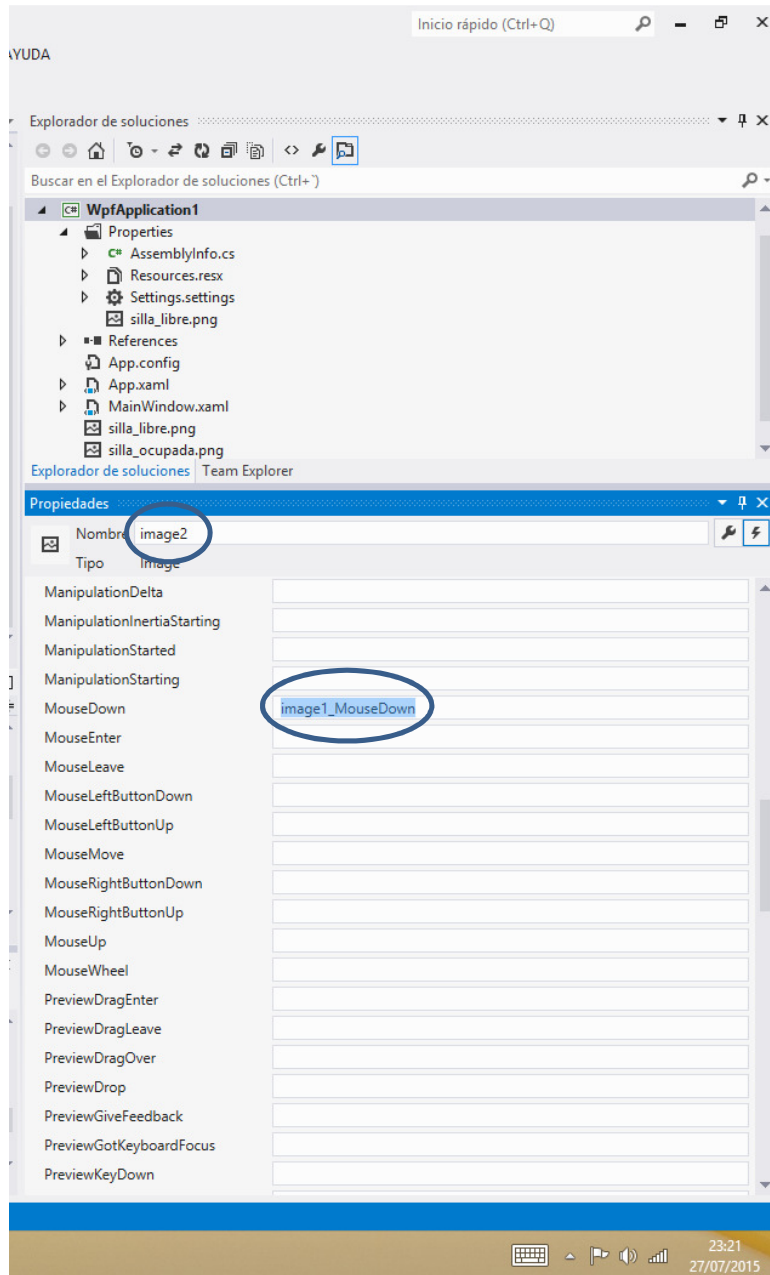 Inicio rápido (Ctrl+Q)
AYUDA
Explorador de soluciones
Buscar en el Explorador de soluciones (Ctrl+`)
C# WpfApplication1
Properties
C# AssemblyInfo.cs
Resources.resx
Settings.settings
silla_libre.png
References
App.config
App.xaml
MainWindow.xaml
silla_libre.png
silla_ocupada.png
Explorador de soluciones Team Explorer
Propiedades
Nombre image2
Tipo Image
ManipulationDelta
ManipulationInertiaStarting
ManipulationStarted
ManipulationStarting
MouseDown image1_MouseDown
MouseEnter
MouseLeave
MouseLeftButtonDown
MouseLeftButtonUp
MouseMove
MouseRightButtonDown
MouseRightButtonUp
MouseUp
MouseWheel
PreviewDragEnter
PreviewDragLeave
PreviewDragOver
PreviewDrop
PreviewGiveFeedback
PreviewGotKeyboardFocus
PreviewKeyDown
23:21
27/07/2015